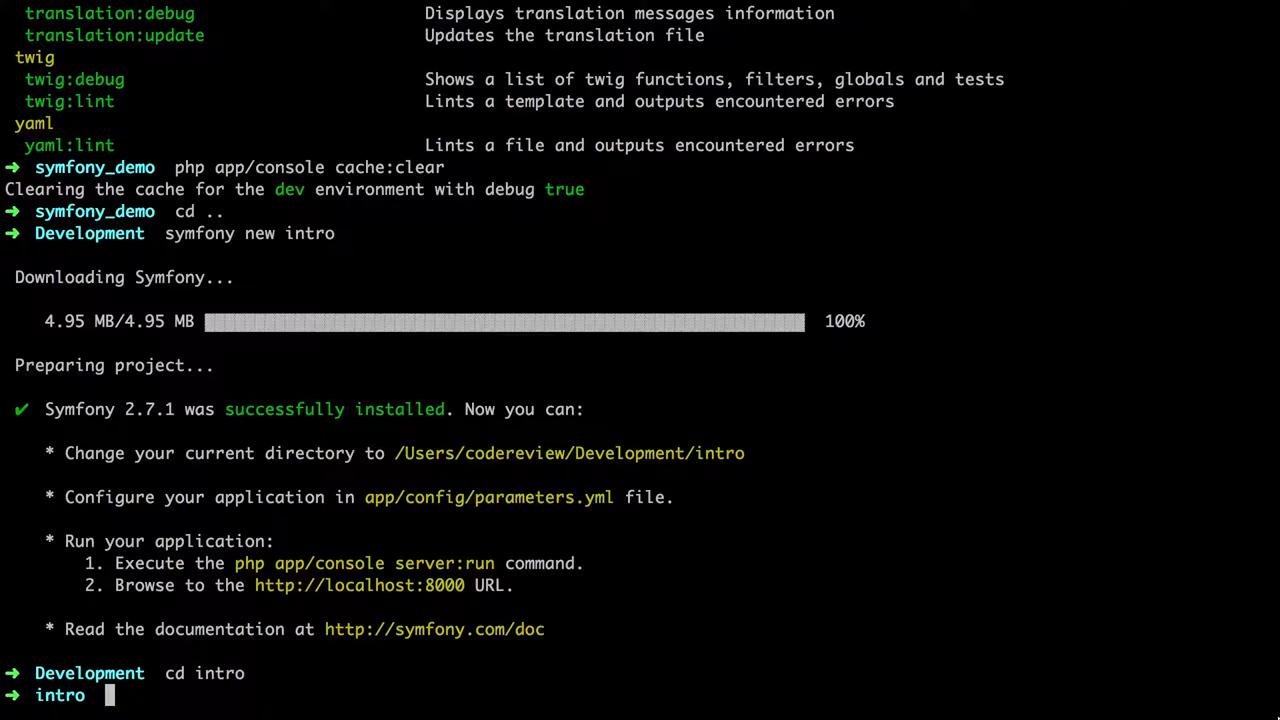 translation:debug Displays translation messages information
translation:update Updates the translation file
twig
twig:debug Shows a list of twig functions, filters, globals and tests
twig:lint Lints a template and outputs encountered errors
yaml
yaml:lint Lints a file and outputs encountered errors
➜ symfony_demo php app/console cache:clear
Clearing the cache for the dev environment with debug true
➜ symfony_demo cd ..
➜ Development symfony new intro
Downloading Symfony...
4.95 MB/4.95 MB 100%
Preparing project...
✔ Symfony 2.7.1 was successfully installed. Now you can:
* Change your current directory to /Users/codereview/Development/intro
* Configure your application in app/config/parameters.yml file.
* Run your application:
1. Execute the php app/console server:run command.
2. Browse to the http://localhost:8000 URL.
* Read the documentation at http://symfony.com/doc
➜ Development cd intro
➜ intro